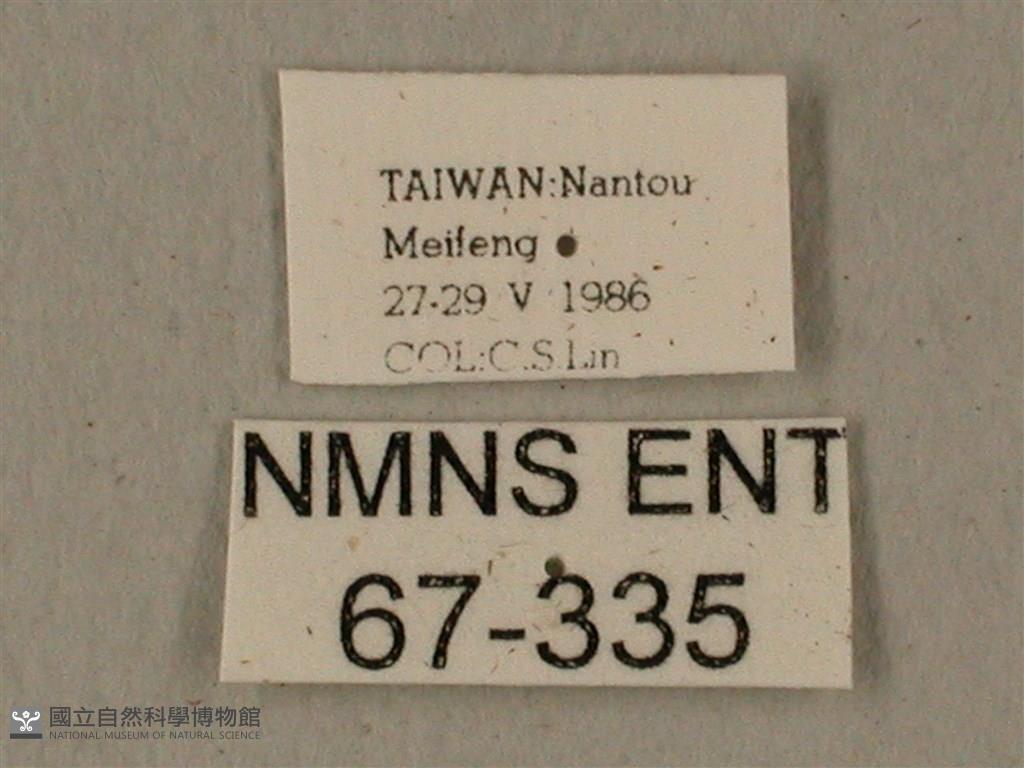 TAIWAN:Nantou
Meifeng
27-29 V 1986
COL:C.S.Lin
NMNS ENT
67-335
國立自然科學博物館
NATIONAL MUSEUM OF NATURAL SCIENCE